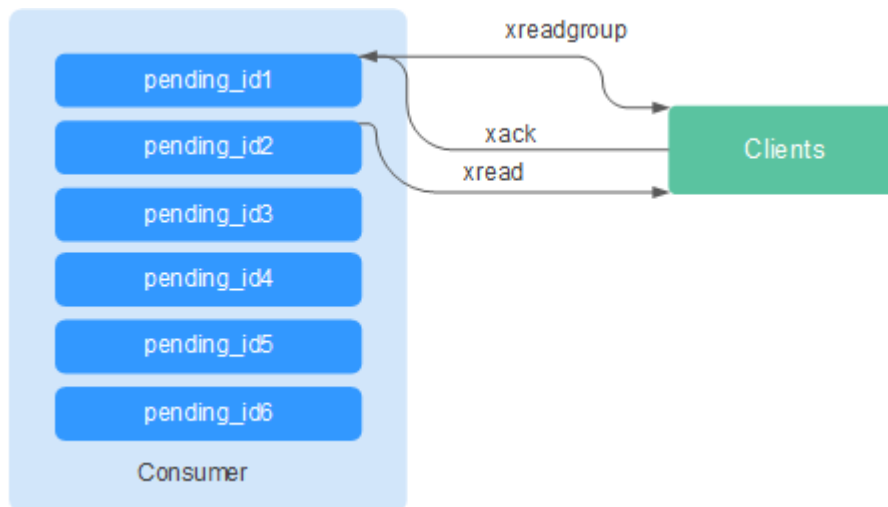 xreadgroup
pending_id1
xack
Clients
pending_id2
xread
pending_id3
pending_id4
pending_id5
pending_id6
Consumer